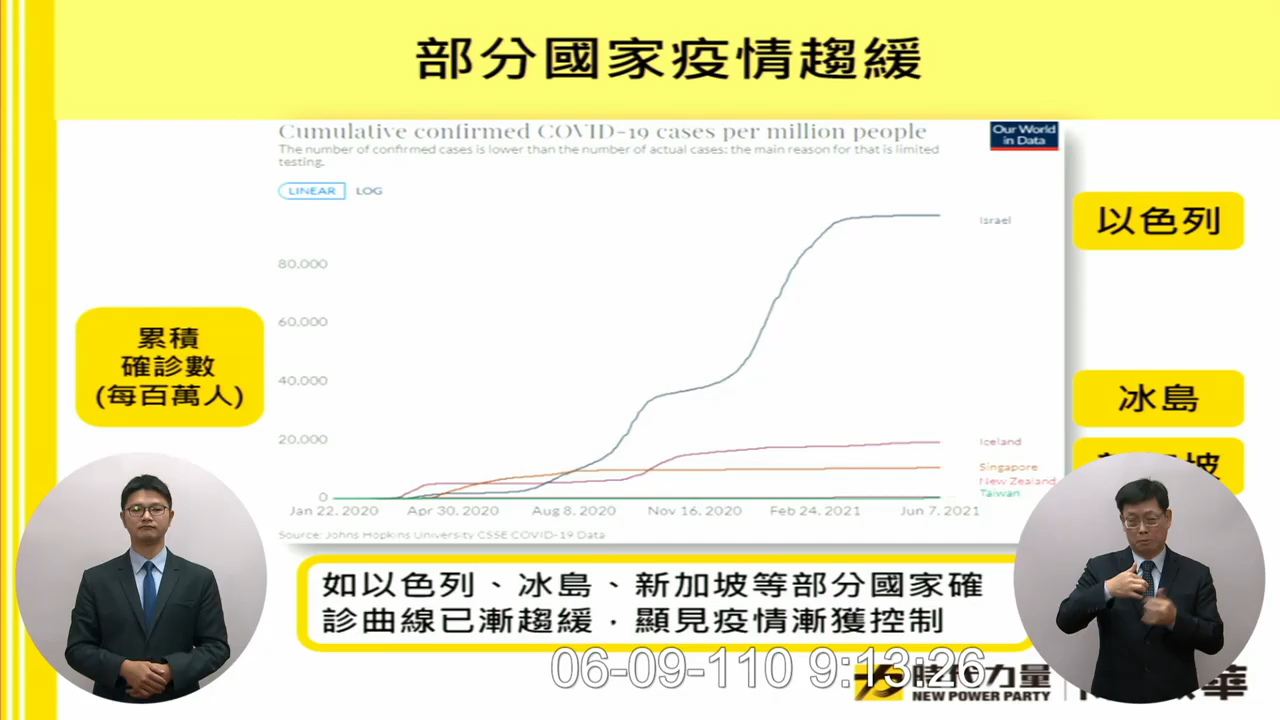 部分國家疫情趨緩
Cumulative confirmed COVID-19 cases per million people
The number of confirmed cases is lower than the number of actual cases; the main reason for that is limited
testing.
Our World
in Data
LINEAR LOG
Israel
以色列
80,000
60,000
40,000
20,000
0
累積
確診數
(每百萬人)
冰島
Iceland
Singapore
New Zealand
Taiwan
坡
Jan 22, 2020 Apr 30, 2020 Aug 8, 2020 Nov 16, 2020 Feb 24, 2021 Jun 7, 2021
Source: Johns Hopkins University CSSE COVID-19 Data
如以色列、冰島、新加坡等部分國家確
診曲線已漸趨緩，顯見疫情漸獲控制
06-09-110 9:13:26
時代力量
NEW POWER PARTY
華